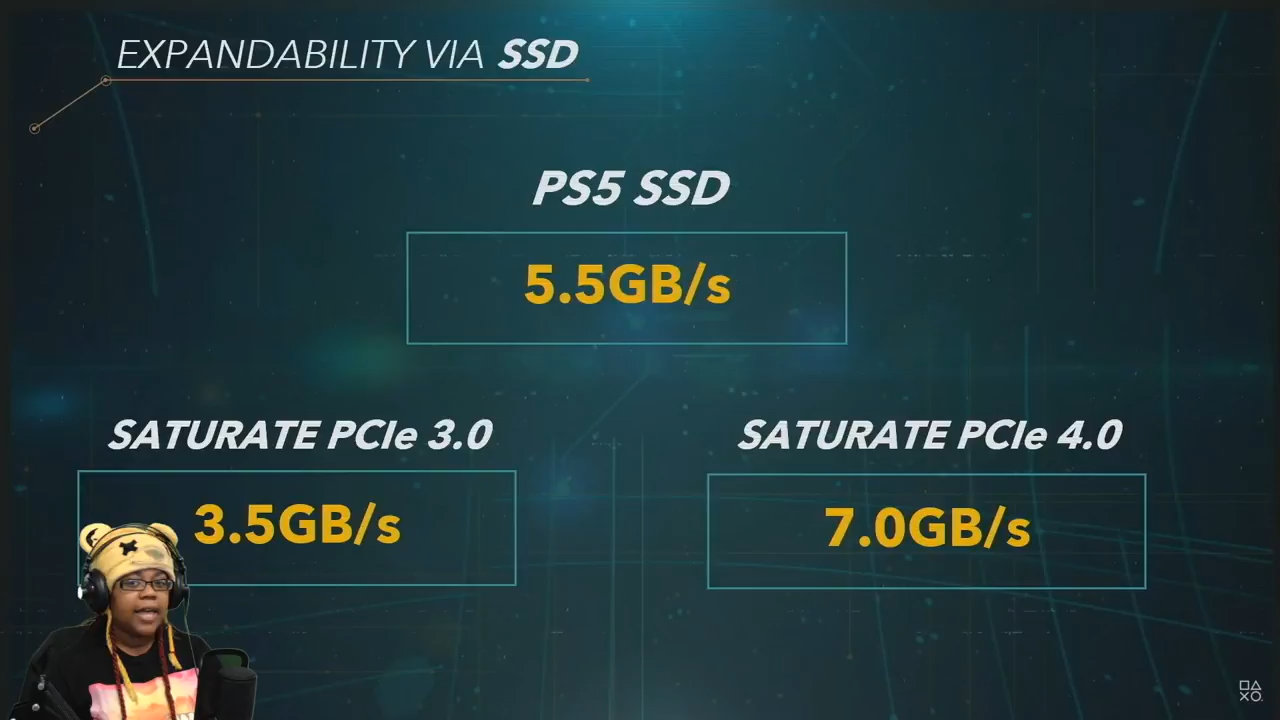 EXPANDABILITY VIA SSD
PS5 SSD
5.5GB/s
SATURATE PCIe 3.0
SATURATE PCIe 4.0
3.5GB/s
7.0GB/s